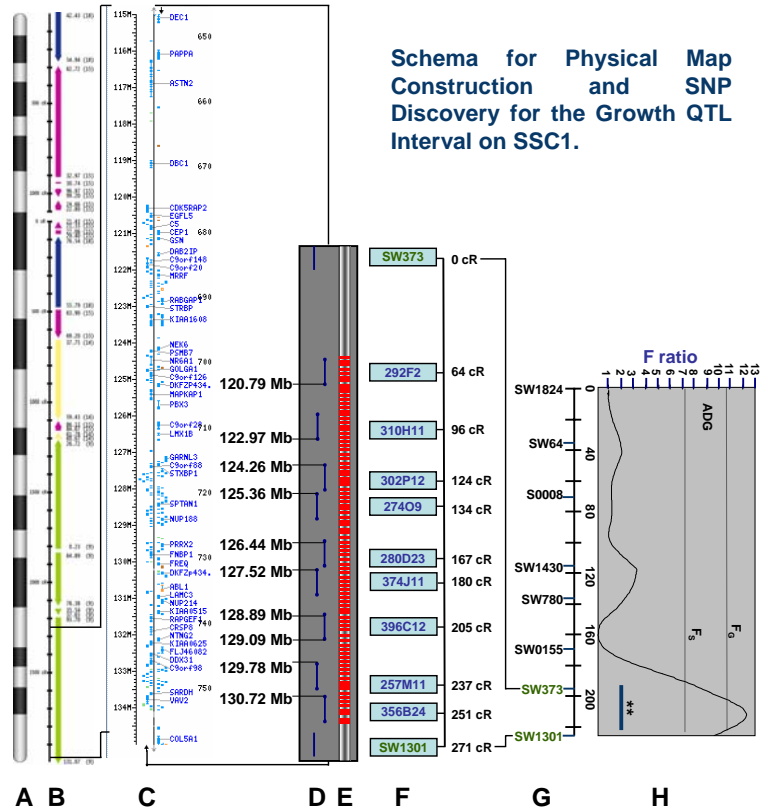 Schema for Physical Map
Construction and SNP
Discovery for the Growth QTL
Interval on SSC1.
115M
116M
117M
118M
119M
120M
121M
122M
123M
124M
125M
126M
127M
128M
129M
130M
131M
132M
133M
134M
DEC1
650
PAPPA
ASTN2
660
DBC1
670
CDK5RAP2
EGFL5
C5
CEP1
680
GSN
DAB2IP
C9orf148
C9orf20
MRRF
690
RABGAP1
STRBP
KIAA1608
NEK6
PSMB7
NR6A1
700
GOLGA1
C9orf126
DKFZP434.
MAPKAP1
PBX3
C9orf28
710
LMX1B
GARNL3
C9orf88
STXBP1
720
SPTAN1
NUP188
PRRX2
FNBP1
730
FREQ
DKFZp434.
ABL1
LAMC3
NUP214
KIAA0515
RAPGEF1
740
CRSP8
NTNG2
KIAA0625
FLJ46082
DDX31
C9orf98
750
SARDH
VAV2
COL5A1
120.79 Mb
122.97 Mb
124.26 Mb
125.36 Mb
126.44 Mb
127.52 Mb
128.89 Mb
129.09 Mb
129.78 Mb
130.72 Mb
SW373 0 cR
292F2 64 cR
310H11 96 cR
302P12 124 cR
274O9 134 cR
280D23 167 cR
374J11 180 cR
396C12 205 cR
257M11 237 cR
356B24 251 cR
SW1301 271 cR
SW1824
SW64
S0008
SW1430
SW780
SW0155
SW373
SW1301
F ratio
1 2 3 4 5 6 7 8 9 10 11 12 13
0
40
80
120
160
200
ADG
FS
FG
**
A B C D E F G H